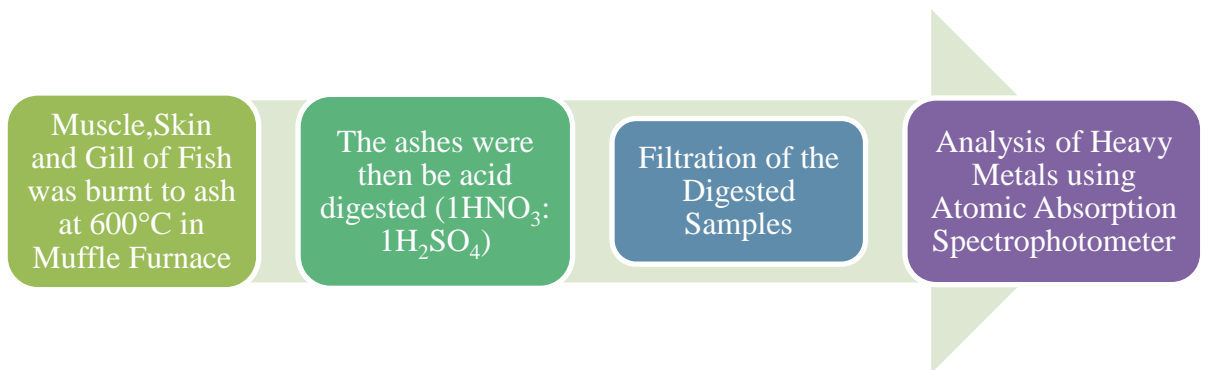 Muscle,Skin
and Gill of Fish
was burnt to ash
at 600°C in
Muffle Furnace
The ashes were
then be acid
digested (1HNO₃:
1H₂SO₄)
Filtration of the
Digested
Samples
Analysis of Heavy
Metals using
Atomic Absorption
Spectrophotometer